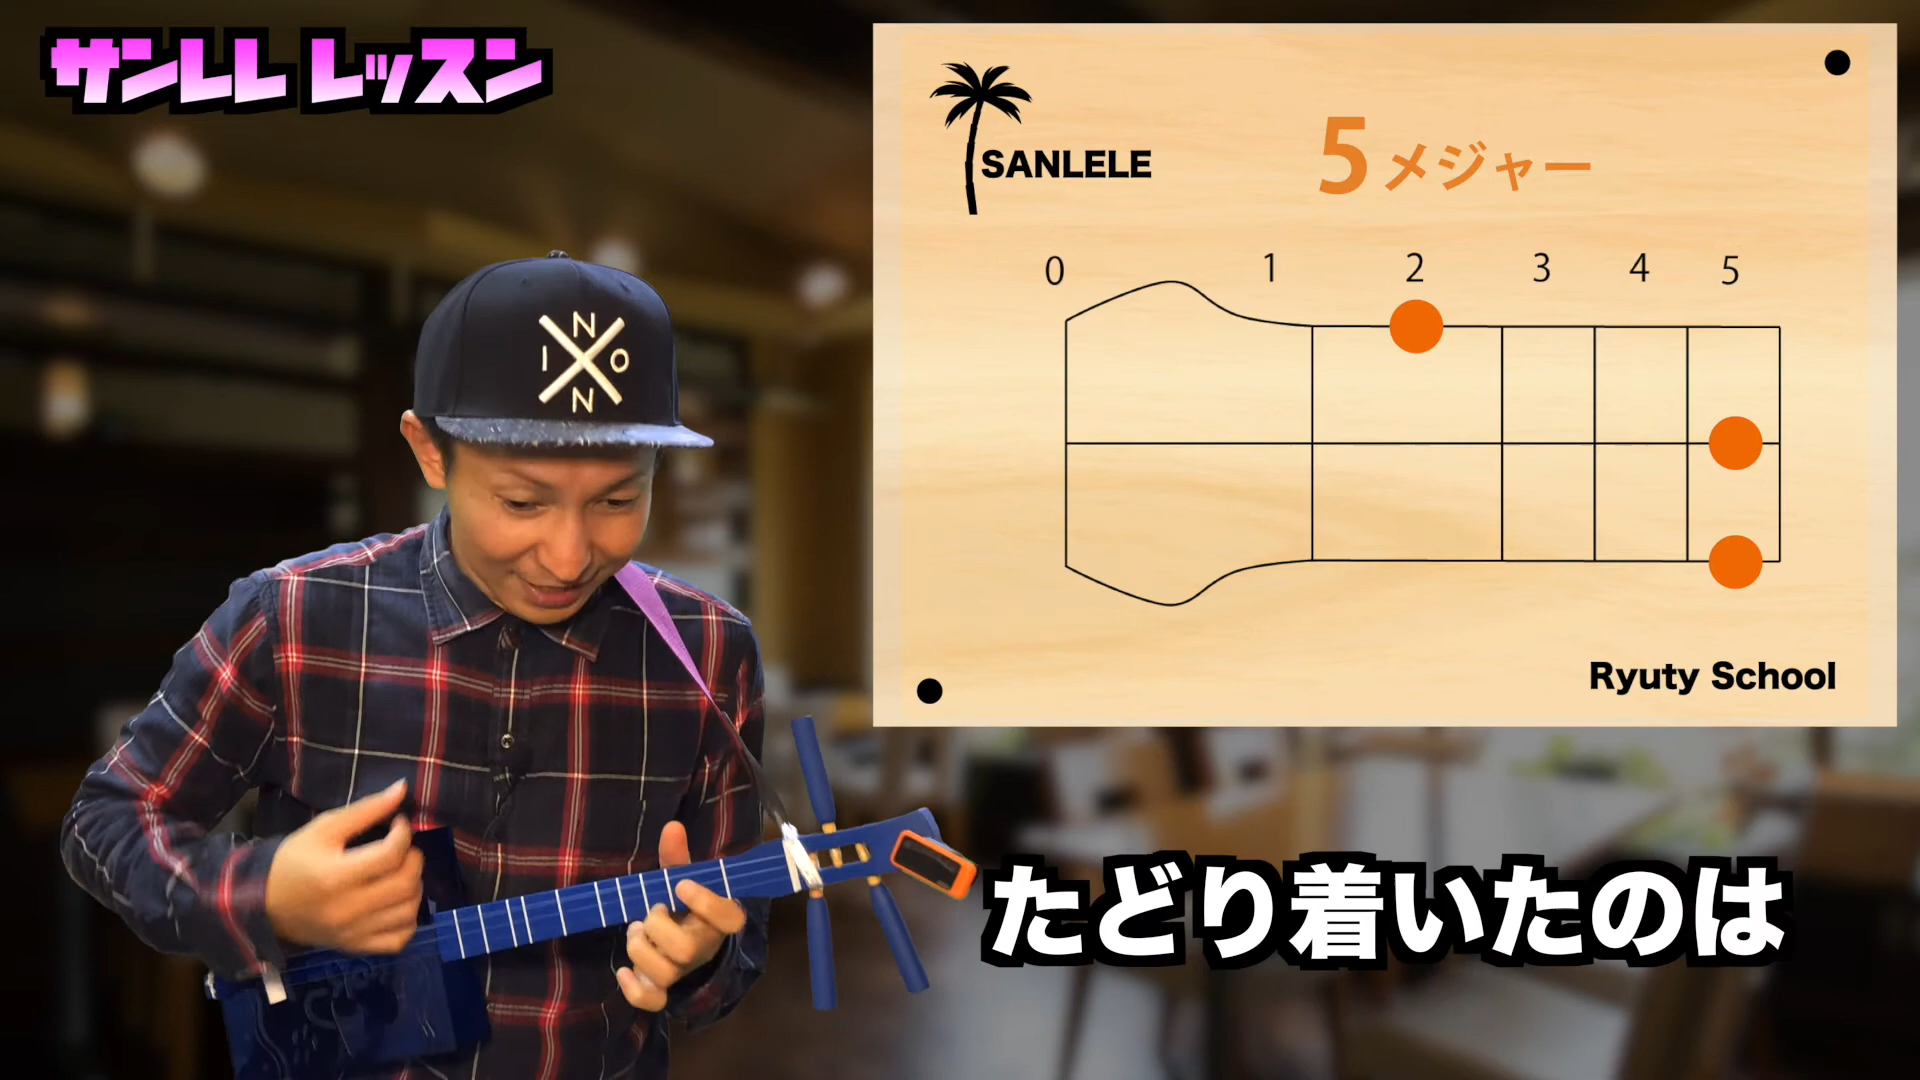 サンレレ レッスン
SANLELE
5メジャー
0 1 2 3 4 5
Ryuty School
N
I O
N
たどり着いたのは